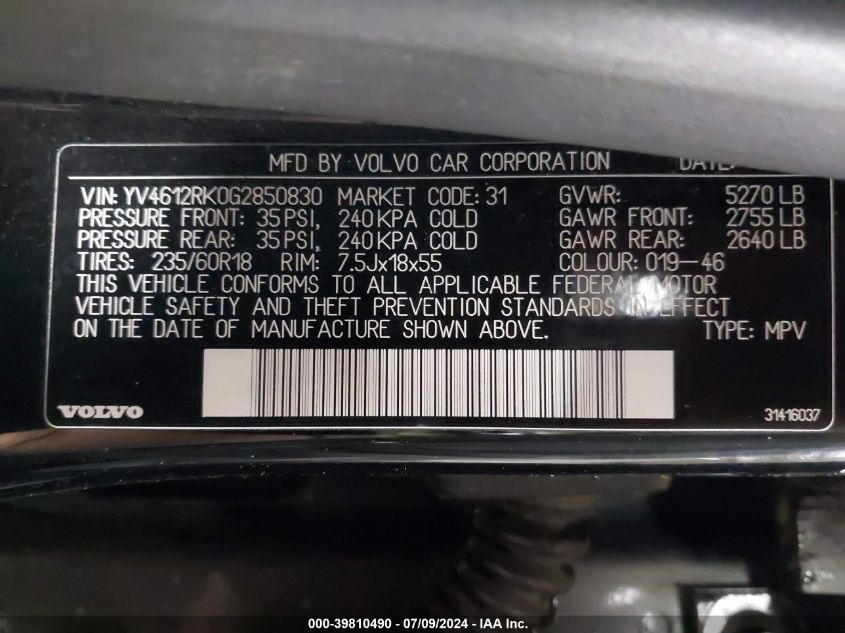 MFD BY VOLVO CAR CORPORATION DATE:
VIN: YV4612RK0G2850830 MARKET CODE: 31 GVWR: 5270 LB
PRESSURE FRONT: 35 PSI, 240 KPA COLD GAWR FRONT: 2755 LB
PRESSURE REAR: 35 PSI, 240 KPA COLD GAWR REAR: 2640 LB
TIRES: 235/60R18 RIM: 7.5Jx18x55 COLOUR: 019-46
THIS VEHICLE CONFORMS TO ALL APPLICABLE FEDERAL MOTOR
VEHICLE SAFETY AND THEFT PREVENTION STANDARDS IN EFFECT
ON THE DATE OF MANUFACTURE SHOWN ABOVE. TYPE: MPV
VOLVO 31416037
000-39810490 - 07/09/2024 - IAA Inc.